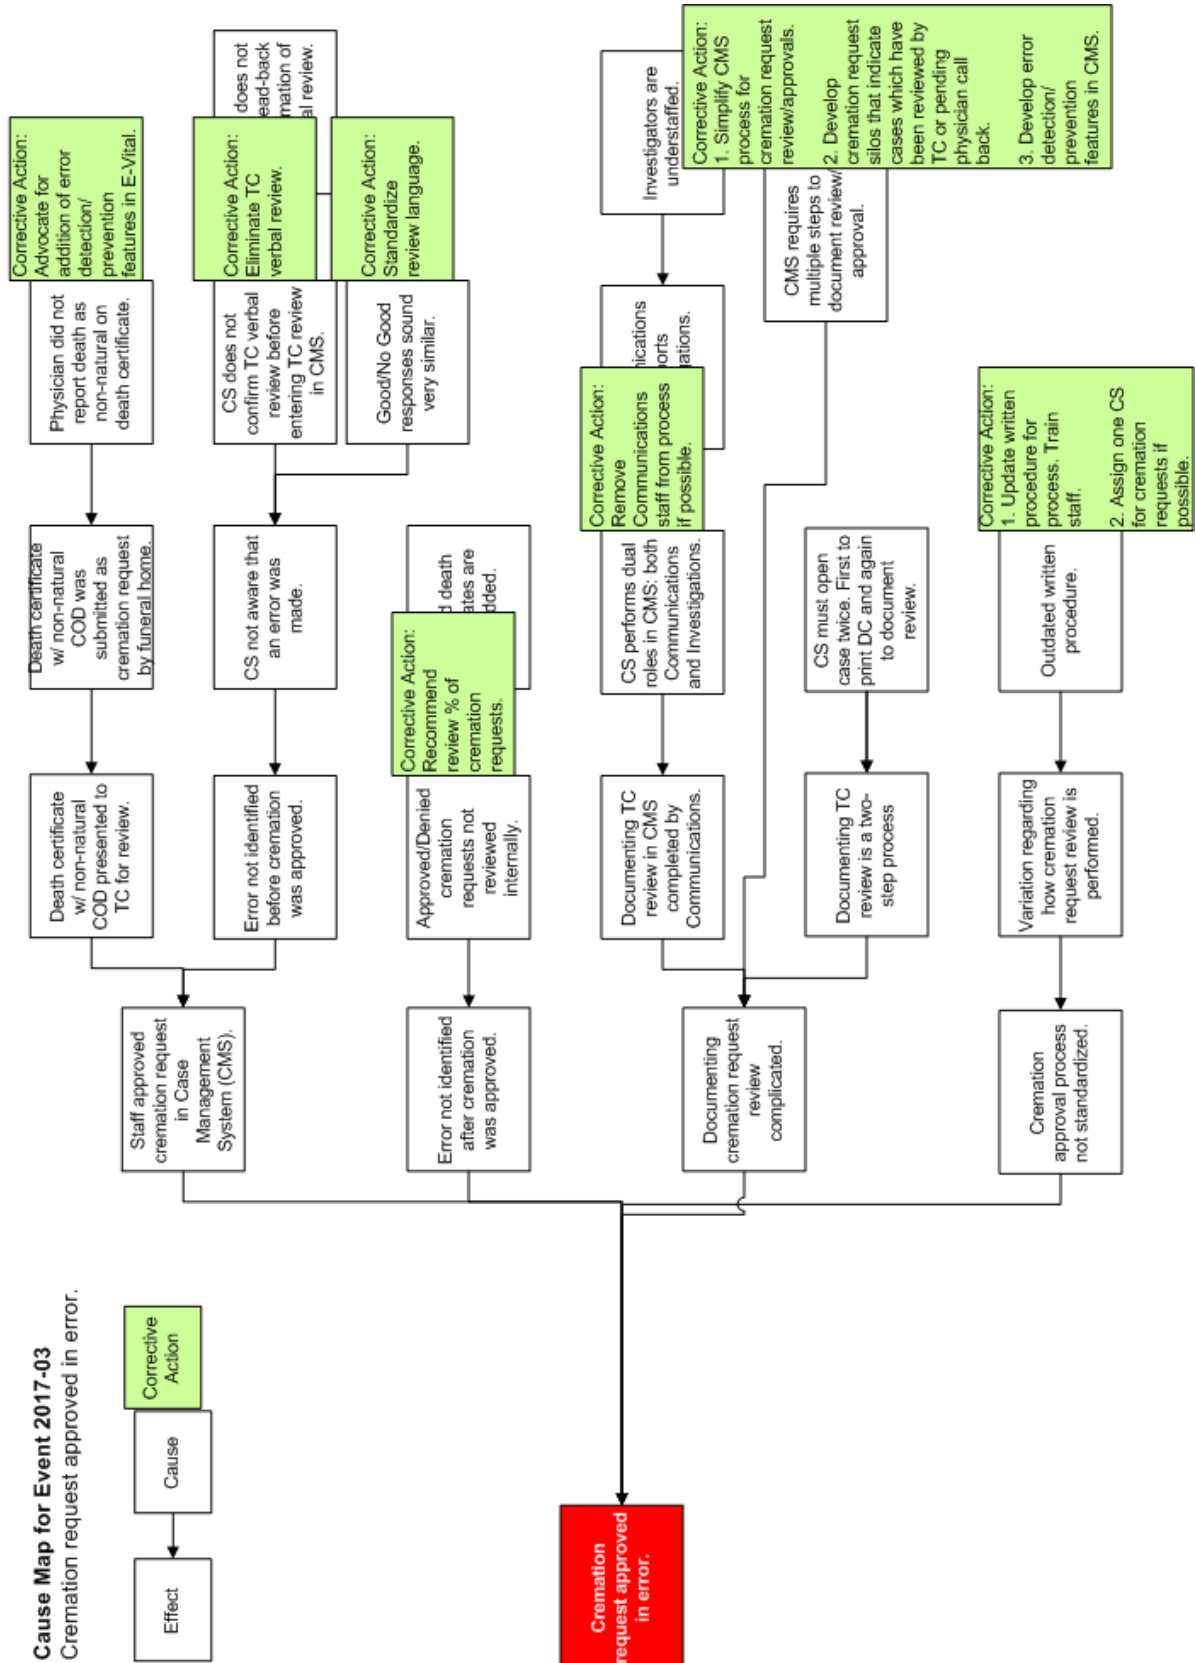 Cause Map for Event 2017-03
Cremation request approved in error.
Effect
Cause
Corrective
Action
Cremation
request approved
in error.
Staff approved
cremation request
in Case
Management
System (CMS).
Death certificate
w/ non-natural
COD presented to
TC for review.
Death certificate
w/ non-natural
COD was
submitted as
cremation request
by funeral home.
Physician did not
report death as
non-natural on
death certificate.
Corrective Action:
Advocate for
addition of error
detection/
prevention
features in E-Vital.
Error not identified
before cremation
was approved.
CS not aware that
an error was
made.
CS does not
confirm TC verbal
review before
entering TC review
in CMS.
Corrective Action:
Eliminate TC
verbal review.
does not
review.
Good/No Good
responses sound
very similar.
Corrective Action:
Standardize
review language.
Error not identified
after cremation
was approved.
Approved/Denied
cremation
requests not
reviewed
internally.
Corrective Action:
Recommend
review % of
cremation
requests.
death
are
Documenting
cremation request
review
complicated.
Documenting TC
review in CMS
completed by
Communications.
CS performs dual
roles in CMS: both
Communications
and Investigations.
Corrective Action:
Remove
Communications
staff from process
if possible.
Investigators are
understaffed.
CMS requires
multiple steps to
document review/
approval.
Corrective Action:
1. Simplify CMS
process for
cremation request
review/approvals.
2. Develop
cremation request
silos that indicate
cases which have
been reviewed by
TC or pending
physician call
back.
3. Develop error
detection/
prevention
features in CMS.
Documenting TC
review is a two-
step process
CS must open
case twice. First to
print DC and again
to document
review.
Cremation
approval process
not standardized.
Variation regarding
how cremation
request review is
performed.
Outdated written
procedure.
Corrective Action:
1. Update written
procedure for
process. Train
staff.
2. Assign one CS
for cremation
requests if
possible.